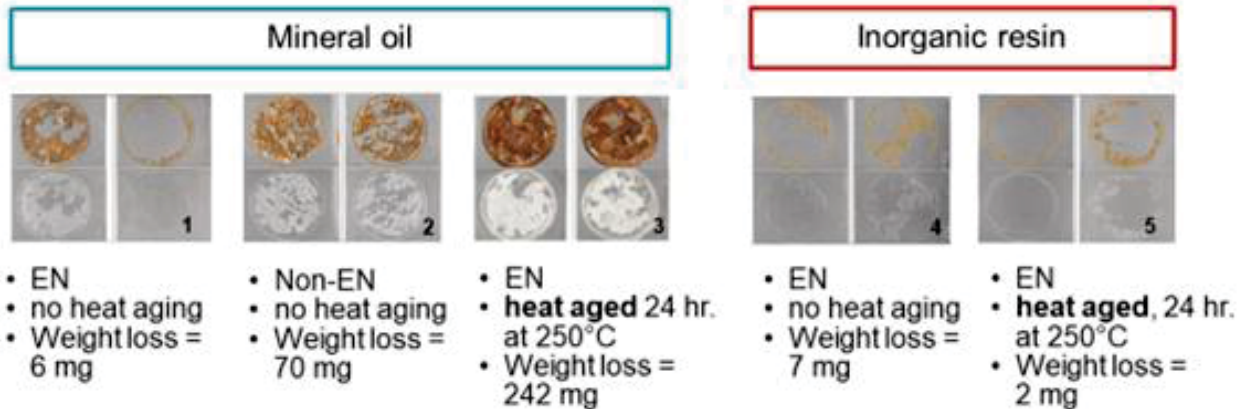 Mineral oil
Inorganic resin
1
2
3
4
5
• EN
• no heat aging
• Weight loss =
6 mg
• Non-EN
• no heat aging
• Weight loss =
70 mg
• EN
• heat aged 24 hr.
at 250°C
• Weight loss =
242 mg
• EN
• no heat aging
• Weight loss =
7 mg
• EN
• heat aged, 24 hr.
at 250°C
• Weight loss =
2 mg